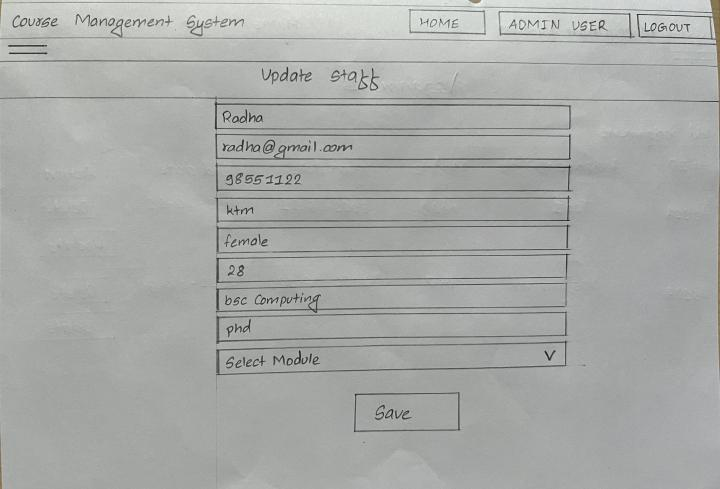 Course Management System HOME ADMIN USER LOGOUT
Update Staff
Radha
radha@gmail.com
98551122
ktm
female
28
bsc Computing
phd
Select Module
Save